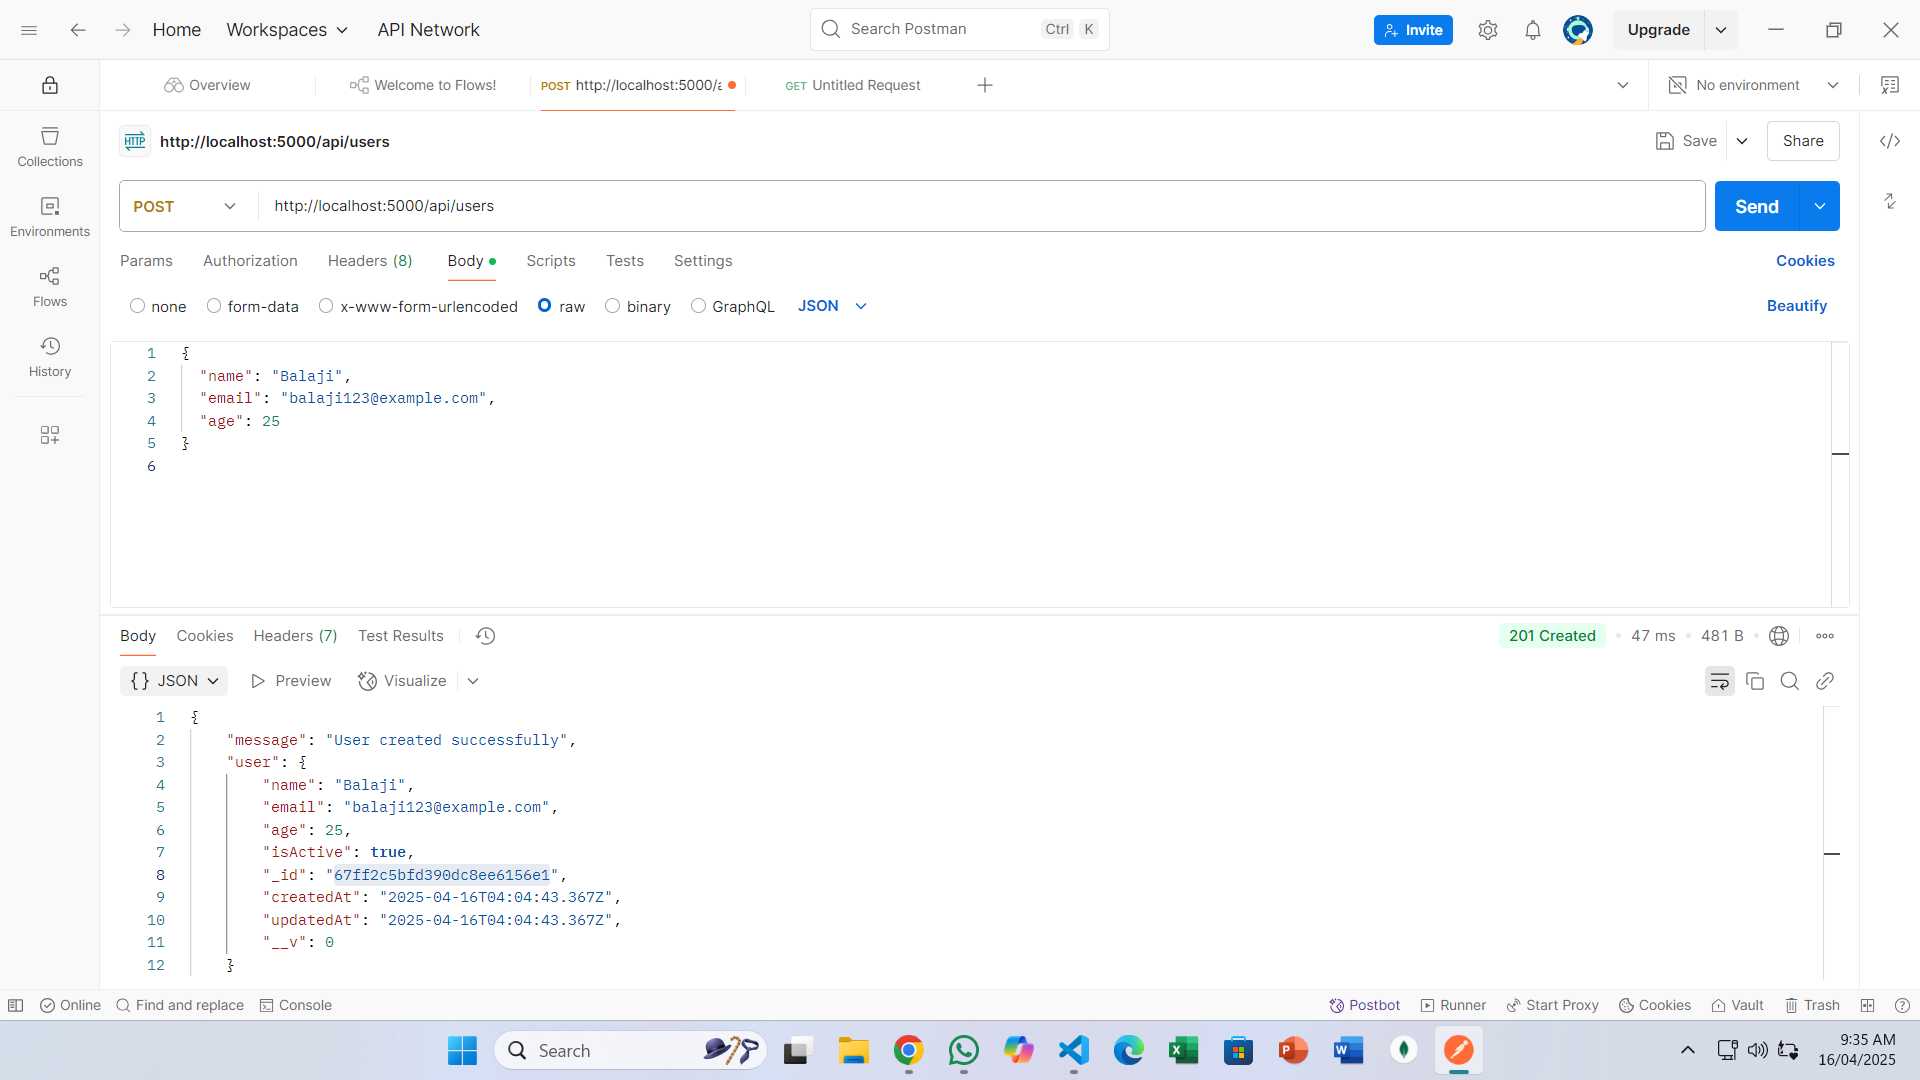 Home Workspaces API Network Search Postman Ctrl K Invite Upgrade
Overview Welcome to Flows! POST http://localhost:5000/a GET Untitled Request No environment
HTTP http://localhost:5000/api/users Save Share
Collections
POST http://localhost:5000/api/users Send
Environments
Params Authorization Headers (8) Body Scripts Tests Settings Cookies
Flows
none form-data x-www-form-urlencoded raw binary GraphQL JSON Beautify
History
1 {
2 "name": "Balaji",
3 "email": "balaji123@example.com",
4 "age": 25
5 }
6
Body Cookies Headers (7) Test Results 201 Created 47 ms 481 B
{} JSON Preview Visualize
1 {
2 "message": "User created successfully",
3 "user": {
4 "name": "Balaji",
5 "email": "balaji123@example.com",
6 "age": 25,
7 "isActive": true,
8 "_id": "67ff2c5bfd390dc8ee6156e1",
9 "createdAt": "2025-04-16T04:04:43.367Z",
10 "updatedAt": "2025-04-16T04:04:43.367Z",
11 "__v": 0
12 }
Online Find and replace Console Postbot Runner Start Proxy Cookies Vault Trash
Search
9:35 AM
16/04/2025